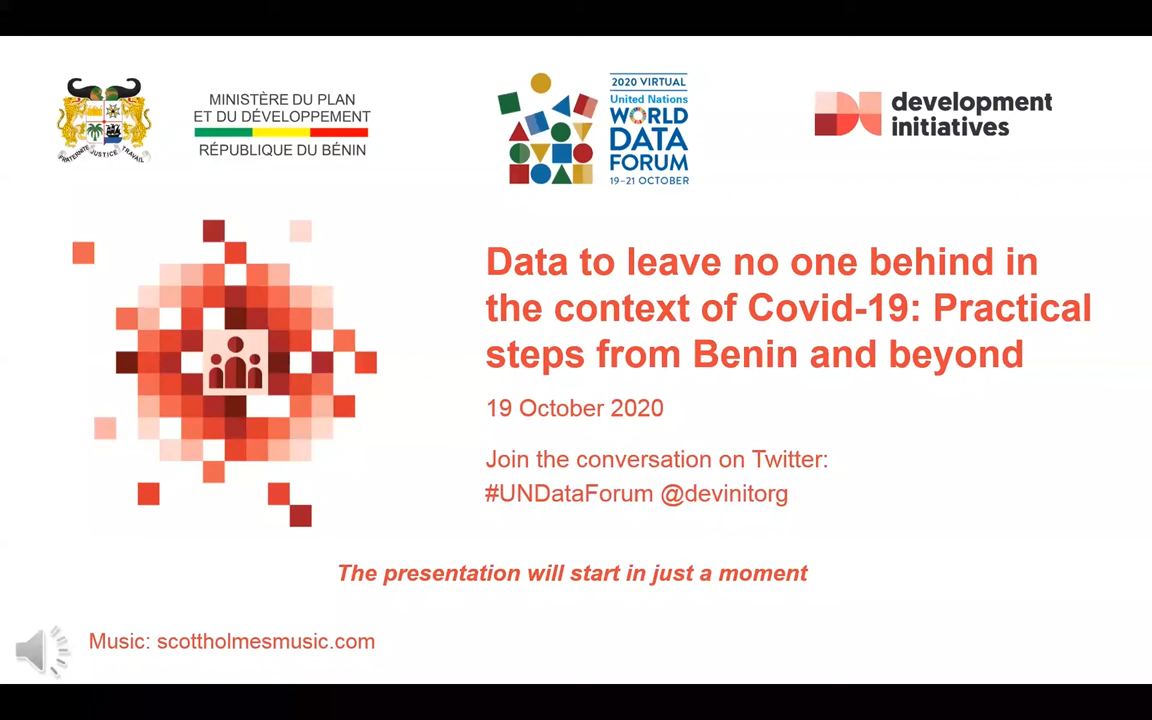 FRATERNITE JUSTICE TRAVAIL
MINISTÈRE DU PLAN
ET DU DÉVELOPPEMENT
RÉPUBLIQUE DU BÉNIN
2020 VIRTUAL
United Nations
WORLD
DATA
FORUM
19-21 OCTOBER
development
initiatives
Data to leave no one behind in
the context of Covid-19: Practical
steps from Benin and beyond
19 October 2020
Join the conversation on Twitter:
#UNDataForum @devinitorg
The presentation will start in just a moment
Music: scottholmesmusic.com